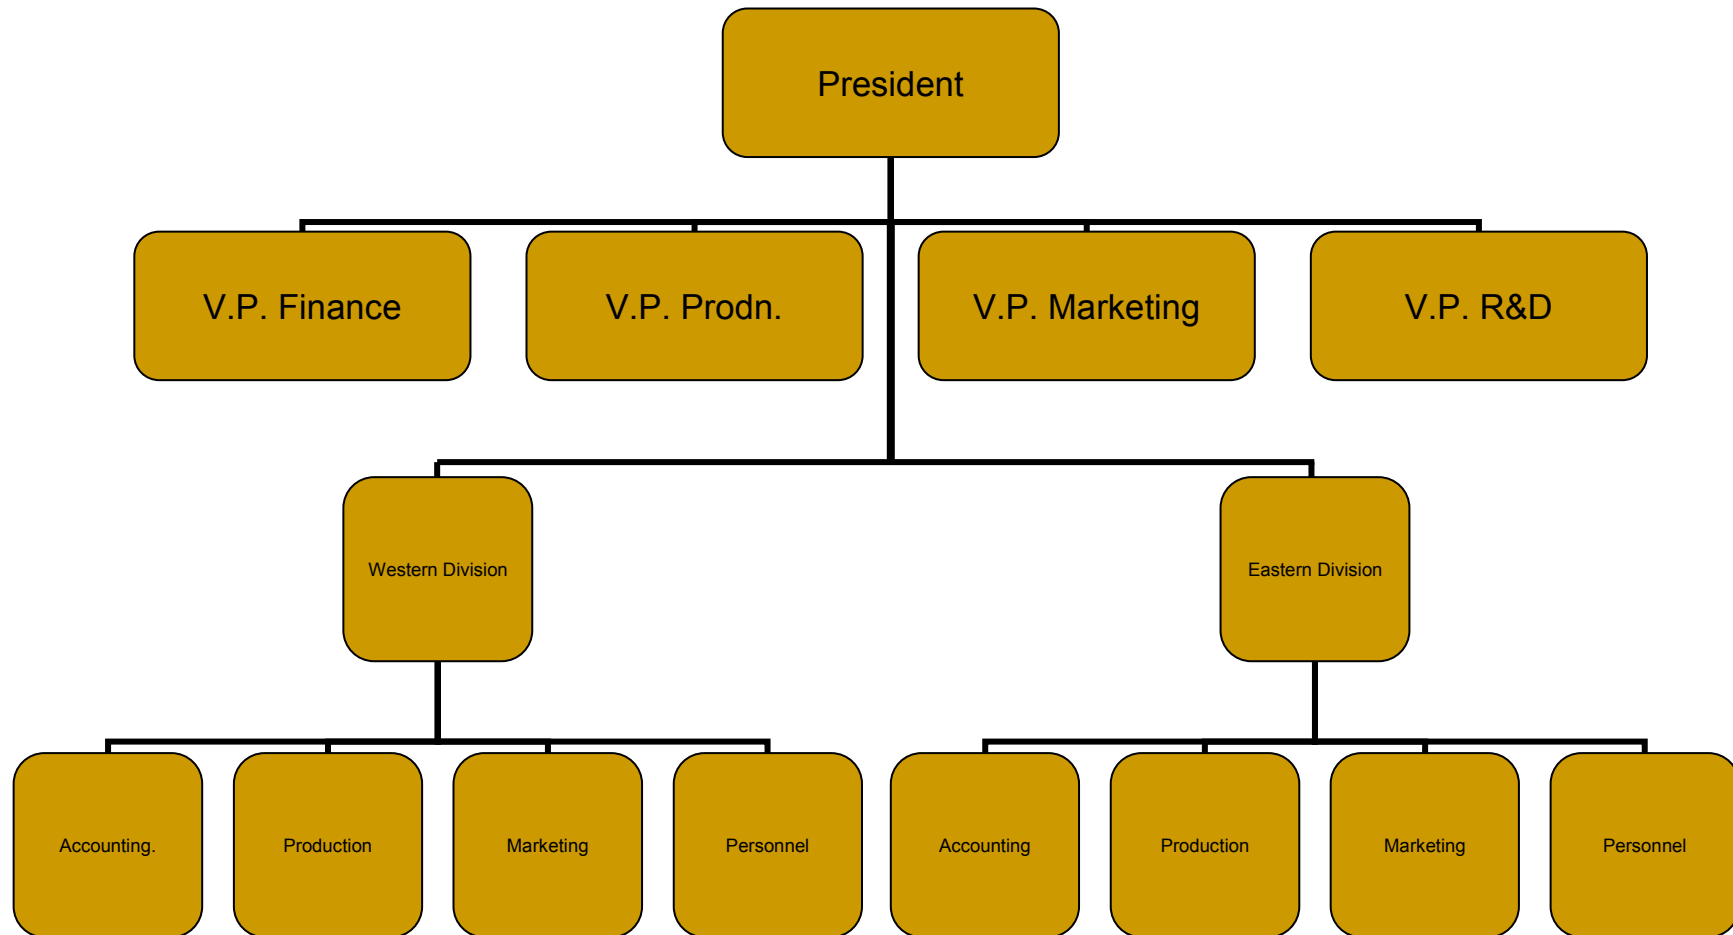 President
V.P. Finance
V.P. Prodn.
V.P. Marketing
V.P. R&D
Western Division
Eastern Division
Accounting.
Production
Marketing
Personnel
Accounting
Production
Marketing
Personnel